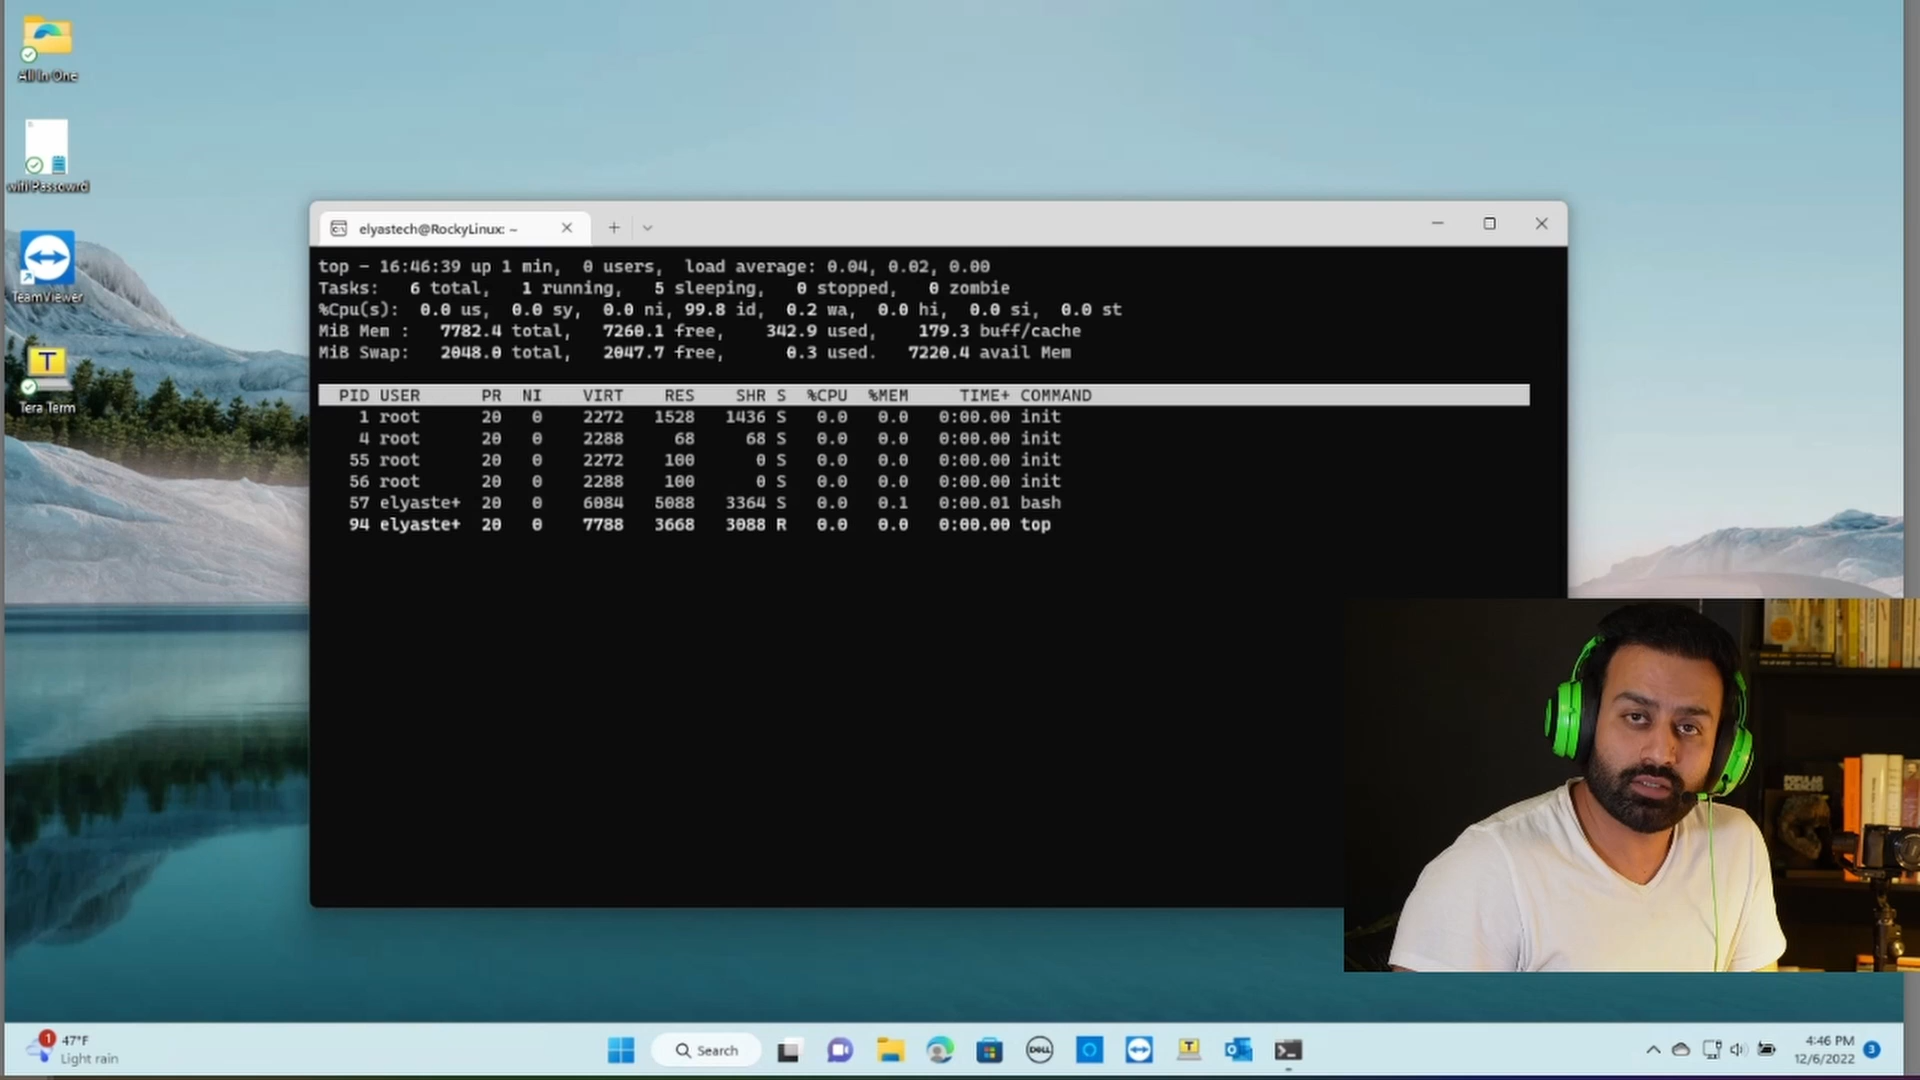 All In One
wifi Passowrd
TeamViewer
T
Tera Term
elyastech@RockyLinux: ~
top - 16:46:39 up 1 min,  0 users,  load average: 0.04, 0.02, 0.00
Tasks:   6 total,   1 running,   5 sleeping,   0 stopped,   0 zombie
%Cpu(s):  0.0 us,  0.0 sy,  0.0 ni, 99.8 id,  0.2 wa,  0.0 hi,  0.0 si,  0.0 st
MiB Mem :   7782.4 total,   7260.1 free,    342.9 used,    179.3 buff/cache
MiB Swap:   2048.0 total,   2047.7 free,      0.3 used.   7220.4 avail Mem
PID USER      PR  NI    VIRT    RES    SHR S  %CPU  %MEM     TIME+ COMMAND
1 root      20   0    2272   1528   1436 S   0.0   0.0   0:00.00 init
4 root      20   0    2288     68     68 S   0.0   0.0   0:00.00 init
55 root      20   0    2272    100      0 S   0.0   0.0   0:00.00 init
56 root      20   0    2288    100      0 S   0.0   0.0   0:00.00 init
57 elyaste+  20   0    6084   5088   3364 S   0.0   0.1   0:00.01 bash
94 elyaste+  20   0    7788   3668   3088 R   0.0   0.0   0:00.00 top
POPULAR
SCIENCE
1
47°F
Light rain
Search
DELL
T
4:46 PM
12/6/2022
3